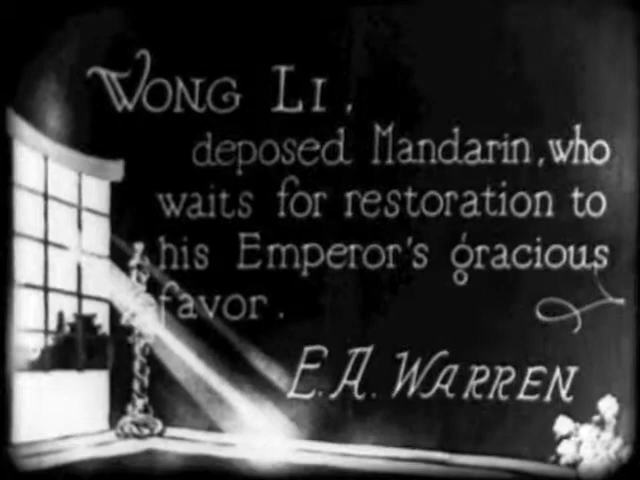 WONG LI,
deposed Mandarin, who
waits for restoration to
his Emperor's gracious
favor.
E.A. WARREN